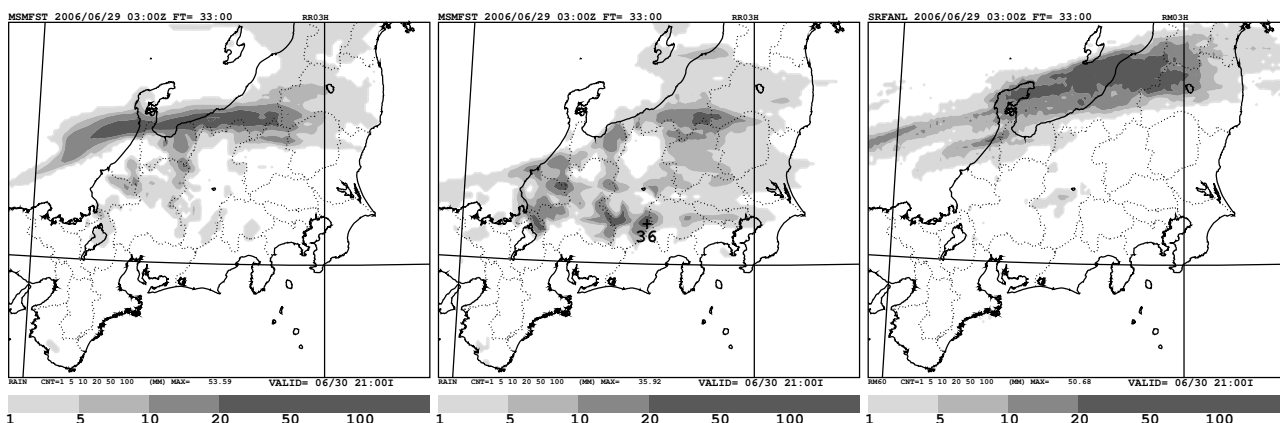 MSMFST 2006/06/29 03:00Z FT= 33:00 RR03H
MSMFST 2006/06/29 03:00Z FT= 33:00 RR03H
SRFANL 2006/06/29 03:00Z FT= 33:00 RM03H
36
RAIN CNT=1 5 10 20 50 100 (MM) MAX= 53.59 VALID= 06/30 21:00I
RAIN CNT=1 5 10 20 50 100 (MM) MAX= 35.92 VALID= 06/30 21:00I
RM60 CNT=1 5 10 20 50 100 (MM) MAX= 50.68 VALID= 06/30 21:00I
1 5 10 20 50 100
1 5 10 20 50 100
1 5 10 20 50 100